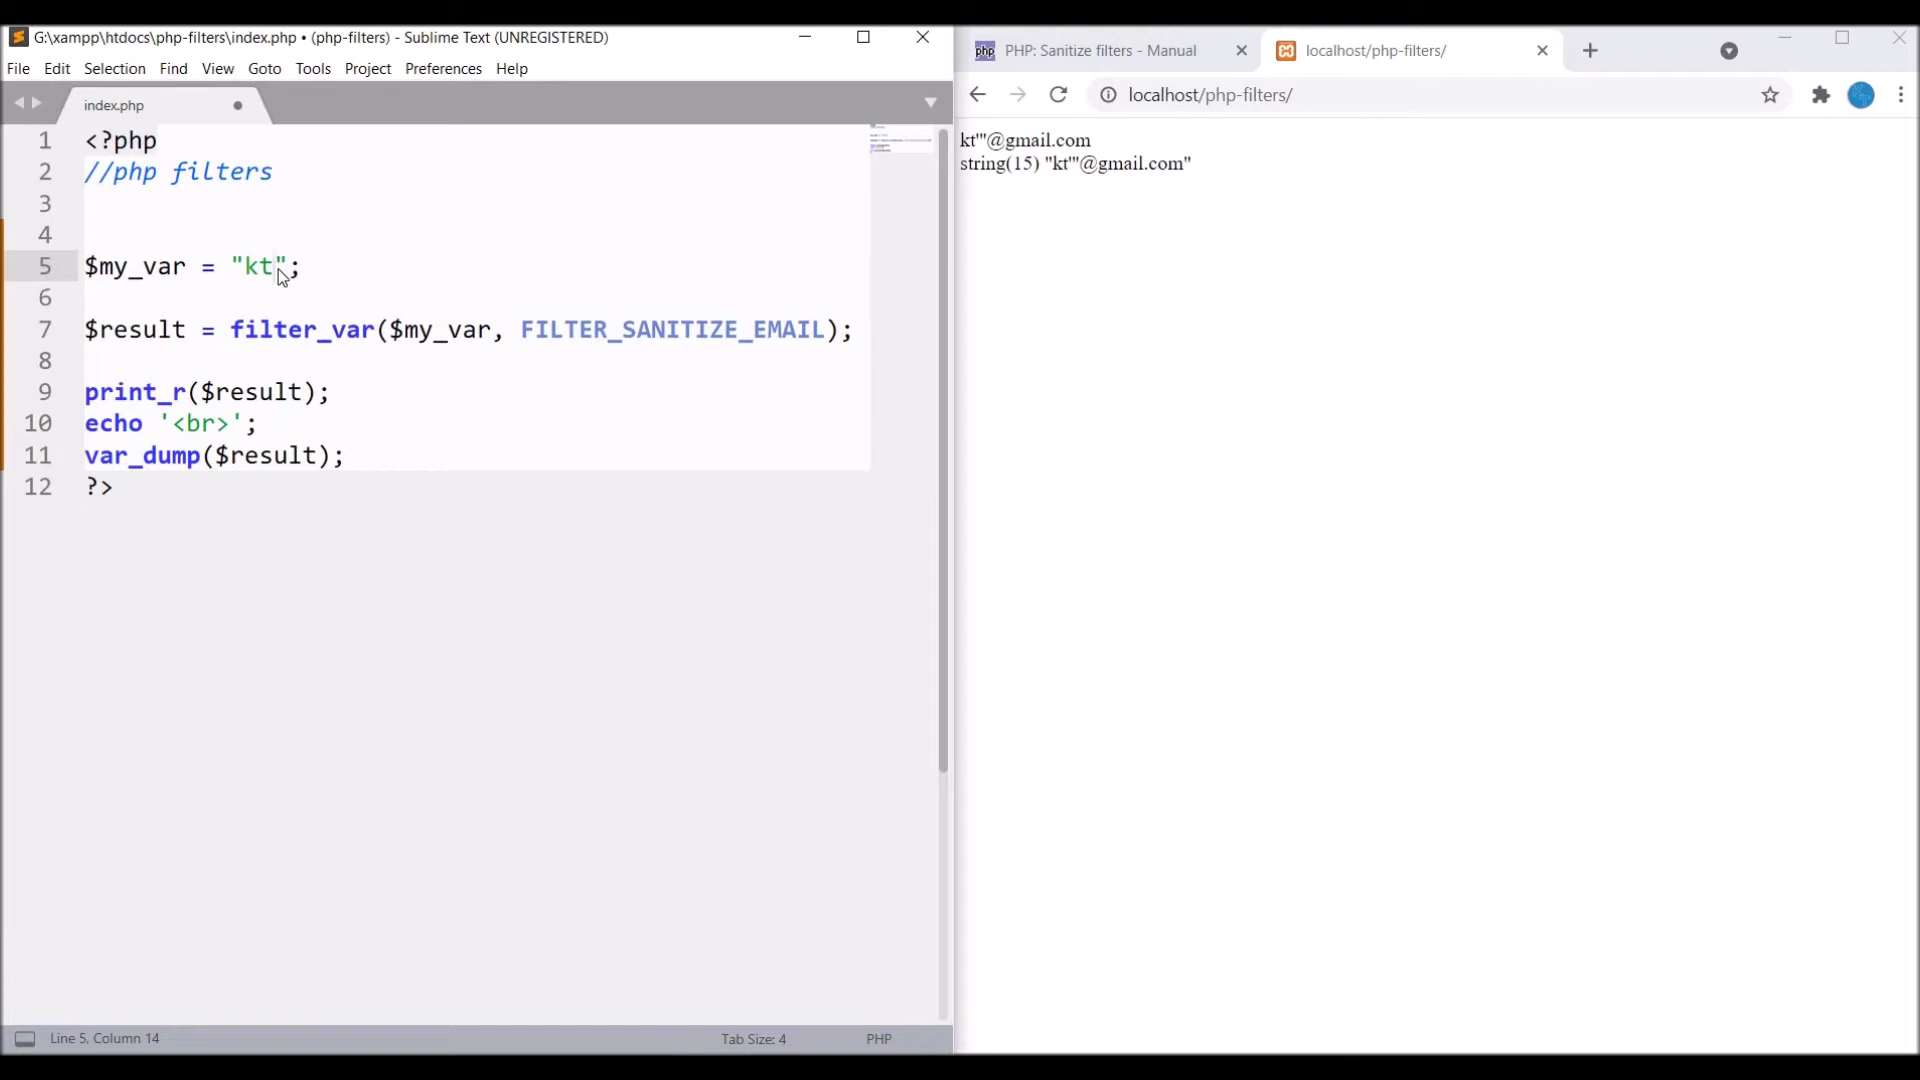 G:\xampp\htdocs\php-filters\index.php • (php-filters) - Sublime Text (UNREGISTERED)
File Edit Selection Find View Goto Tools Project Preferences Help
index.php
1 <?php
2 //php filters
3
4
5 $my_var = "kt";
6
7 $result = filter_var($my_var, FILTER_SANITIZE_EMAIL);
8
9 print_r($result);
10 echo '<br>';
11 var_dump($result);
12 ?>
Line 5, Column 14 Tab Size: 4 PHP
php PHP: Sanitize filters - Manual localhost/php-filters/
localhost/php-filters/
kt'''@gmail.com
string(15) "kt'''@gmail.com"